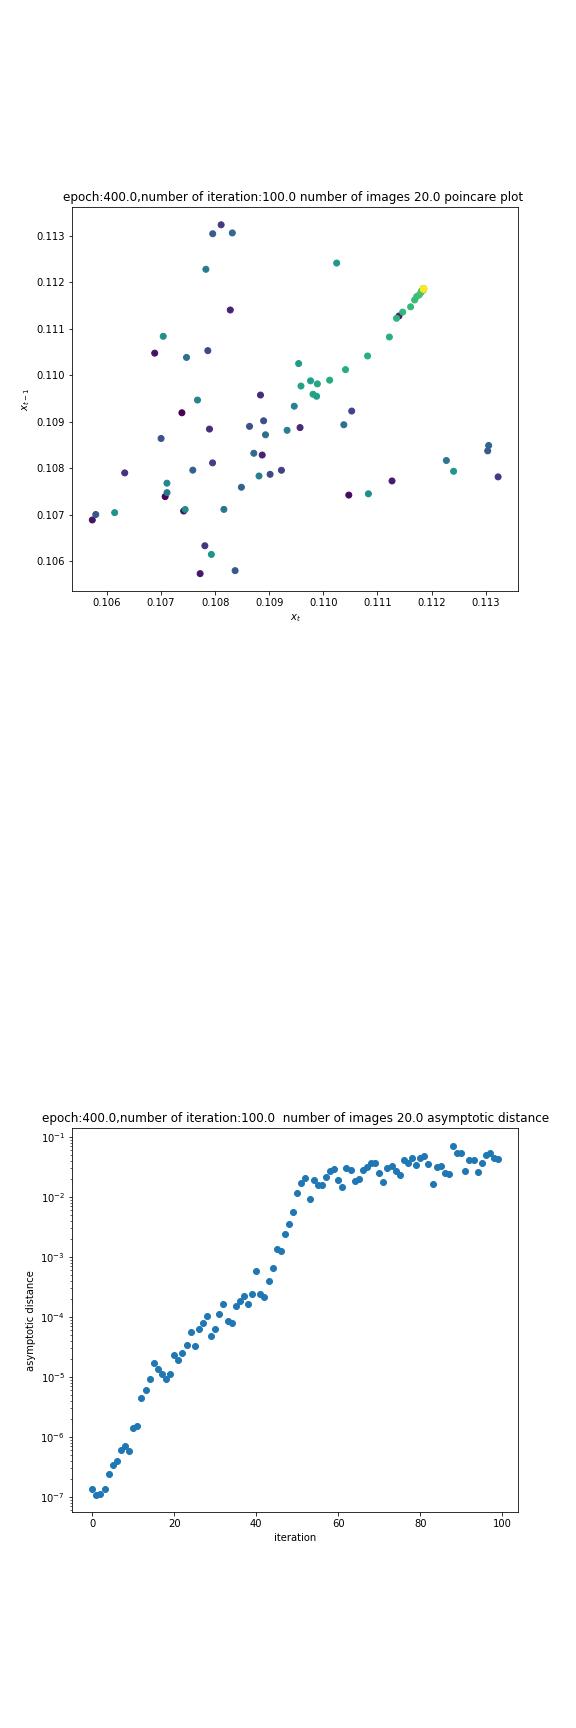 epoch:400.0,number of iteration:100.0 number of images 20.0 poincare plot
0.113
0.112
0.111
0.110
0.109
0.108
0.107
0.106
x_{t-1}
0.106 0.107 0.108 0.109 0.110 0.111 0.112 0.113
x_t
epoch:400.0,number of iteration:100.0  number of images 20.0 asymptotic distance
10^{-1}
10^{-2}
10^{-3}
10^{-4}
10^{-5}
10^{-6}
10^{-7}
asymptotic distance
0 20 40 60 80 100
iteration